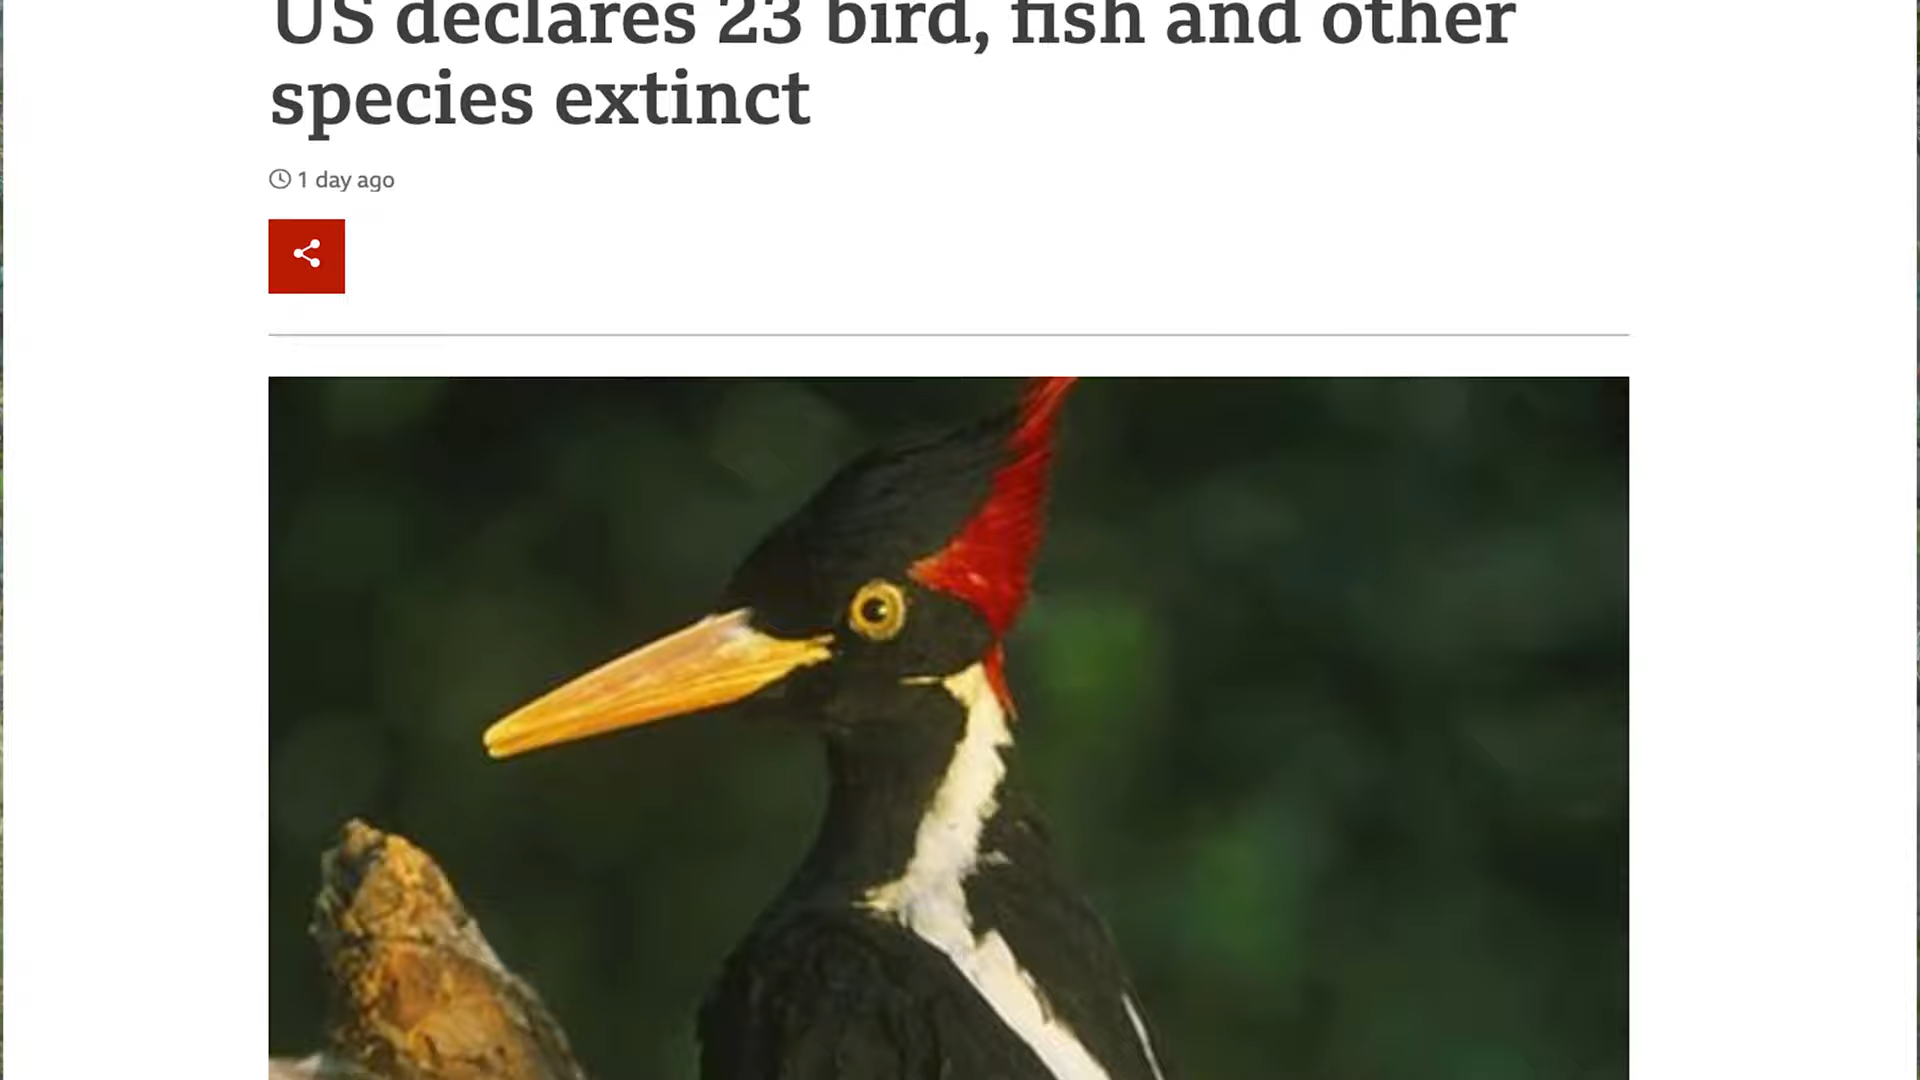 US declares 23 bird, fish and other
species extinct
1 day ago